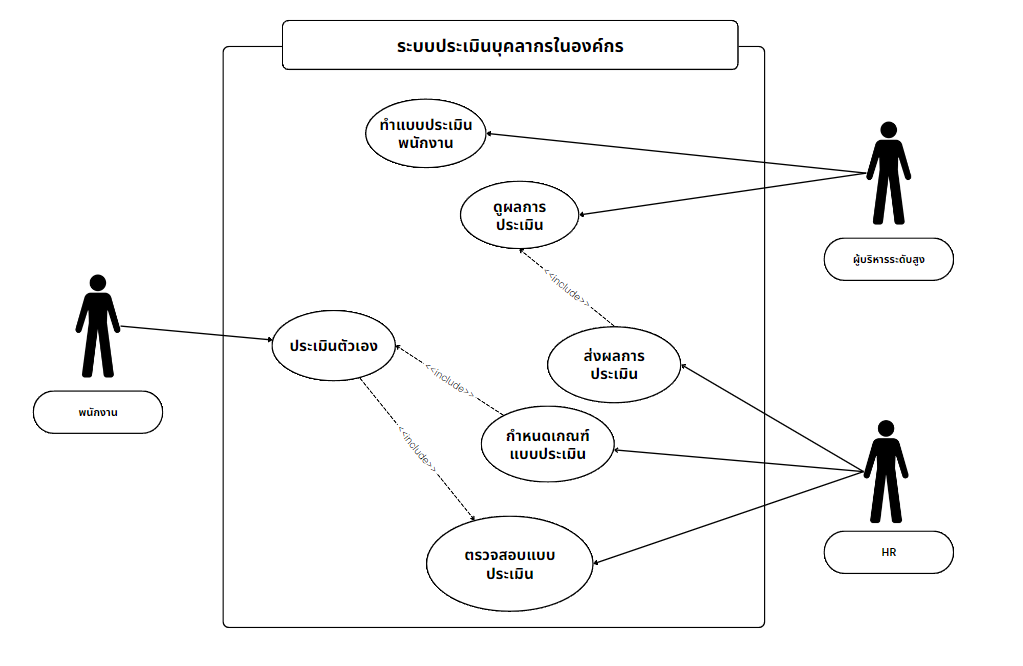 ระบบประเมินบุคลากรในองค์กร
ทำแบบประเมิน
พนักงาน
ดูผลการ
ประเมิน
ผู้บริหารระดับสูง
<<include>>
ประเมินตัวเอง
ส่งผลการ
ประเมิน
<<include>>
พนักงาน
กำหนดเกณฑ์
แบบประเมิน
<<include>>
ตรวจสอบแบบ
ประเมิน
HR